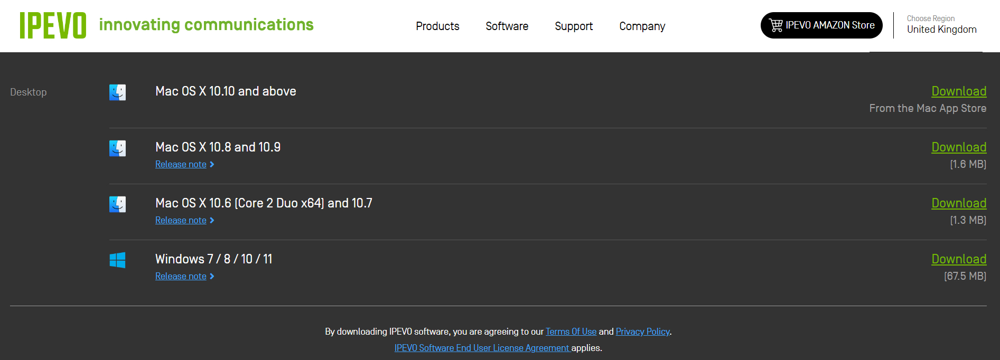 IPEVO innovating communications
Products Software Support Company
IPEVO AMAZON Store
Choose Region
United Kingdom
Desktop
Mac OS X 10.10 and above
Download
From the Mac App Store
Mac OS X 10.8 and 10.9
Release note
Download
(1.6 MB)
Mac OS X 10.6 (Core 2 Duo x64) and 10.7
Release note
Download
(1.3 MB)
Windows 7 / 8 / 10 / 11
Release note
Download
(67.5 MB)
By downloading IPEVO software, you are agreeing to our Terms Of Use and Privacy Policy.
IPEVO Software End User License Agreement applies.